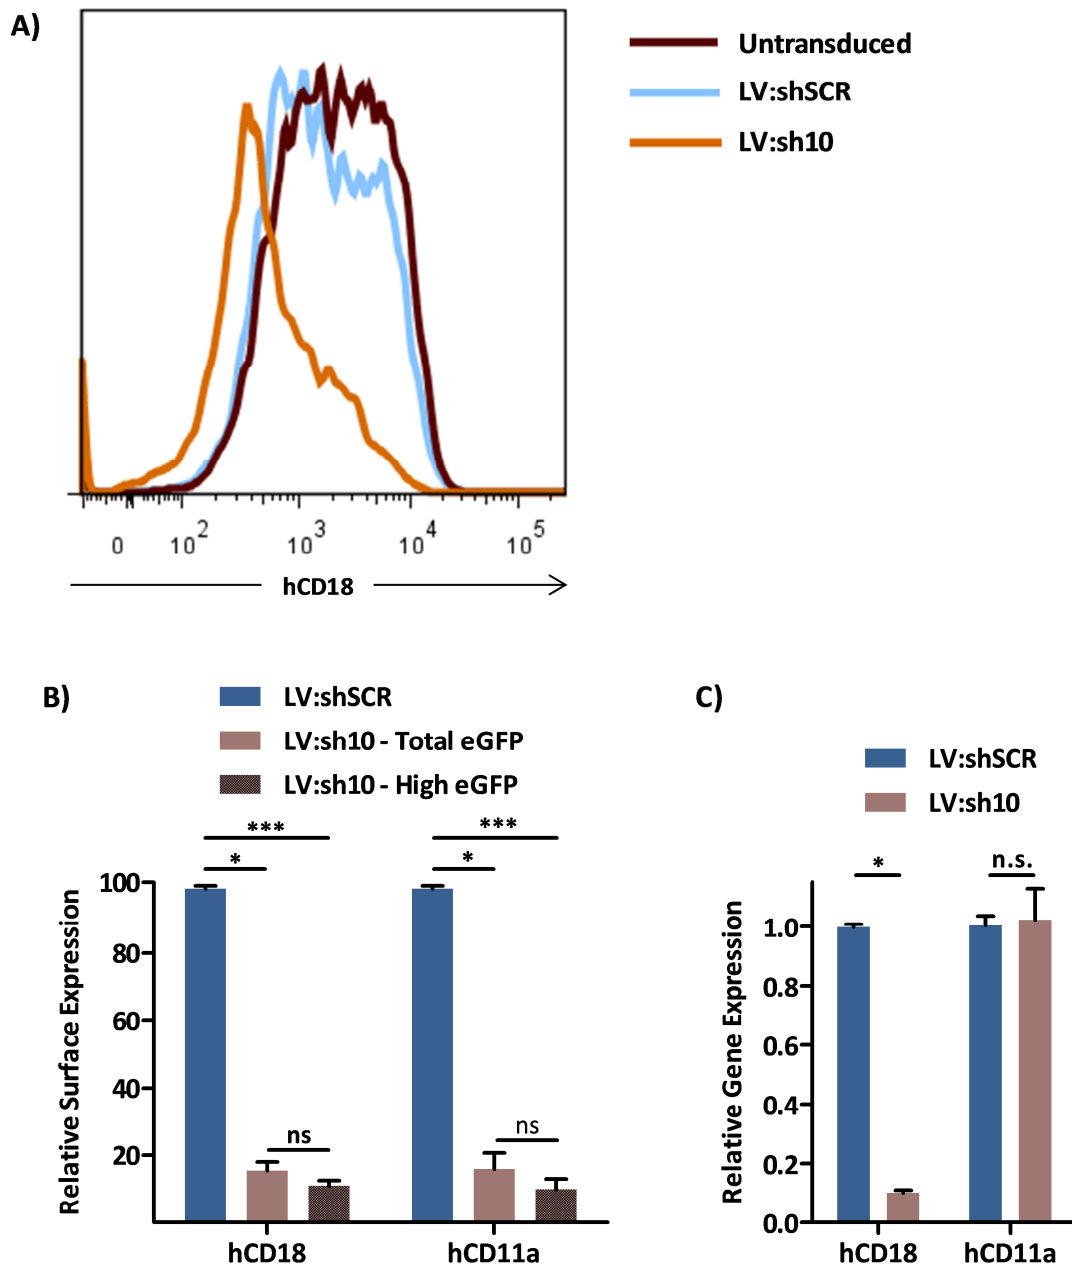 A)
Untransduced
LV:shSCR
LV:sh10
0 10^2 10^3 10^4 10^5
hCD18
B)
LV:shSCR
LV:sh10 - Total eGFP
LV:sh10 - High eGFP
*** ***
* *
Relative Surface Expression
100
80
60
40
20
ns ns
hCD18 hCD11a
C)
LV:shSCR
LV:sh10
* n.s.
Relative Gene Expression
1.0
0.8
0.6
0.4
0.2
0.0
hCD18 hCD11a